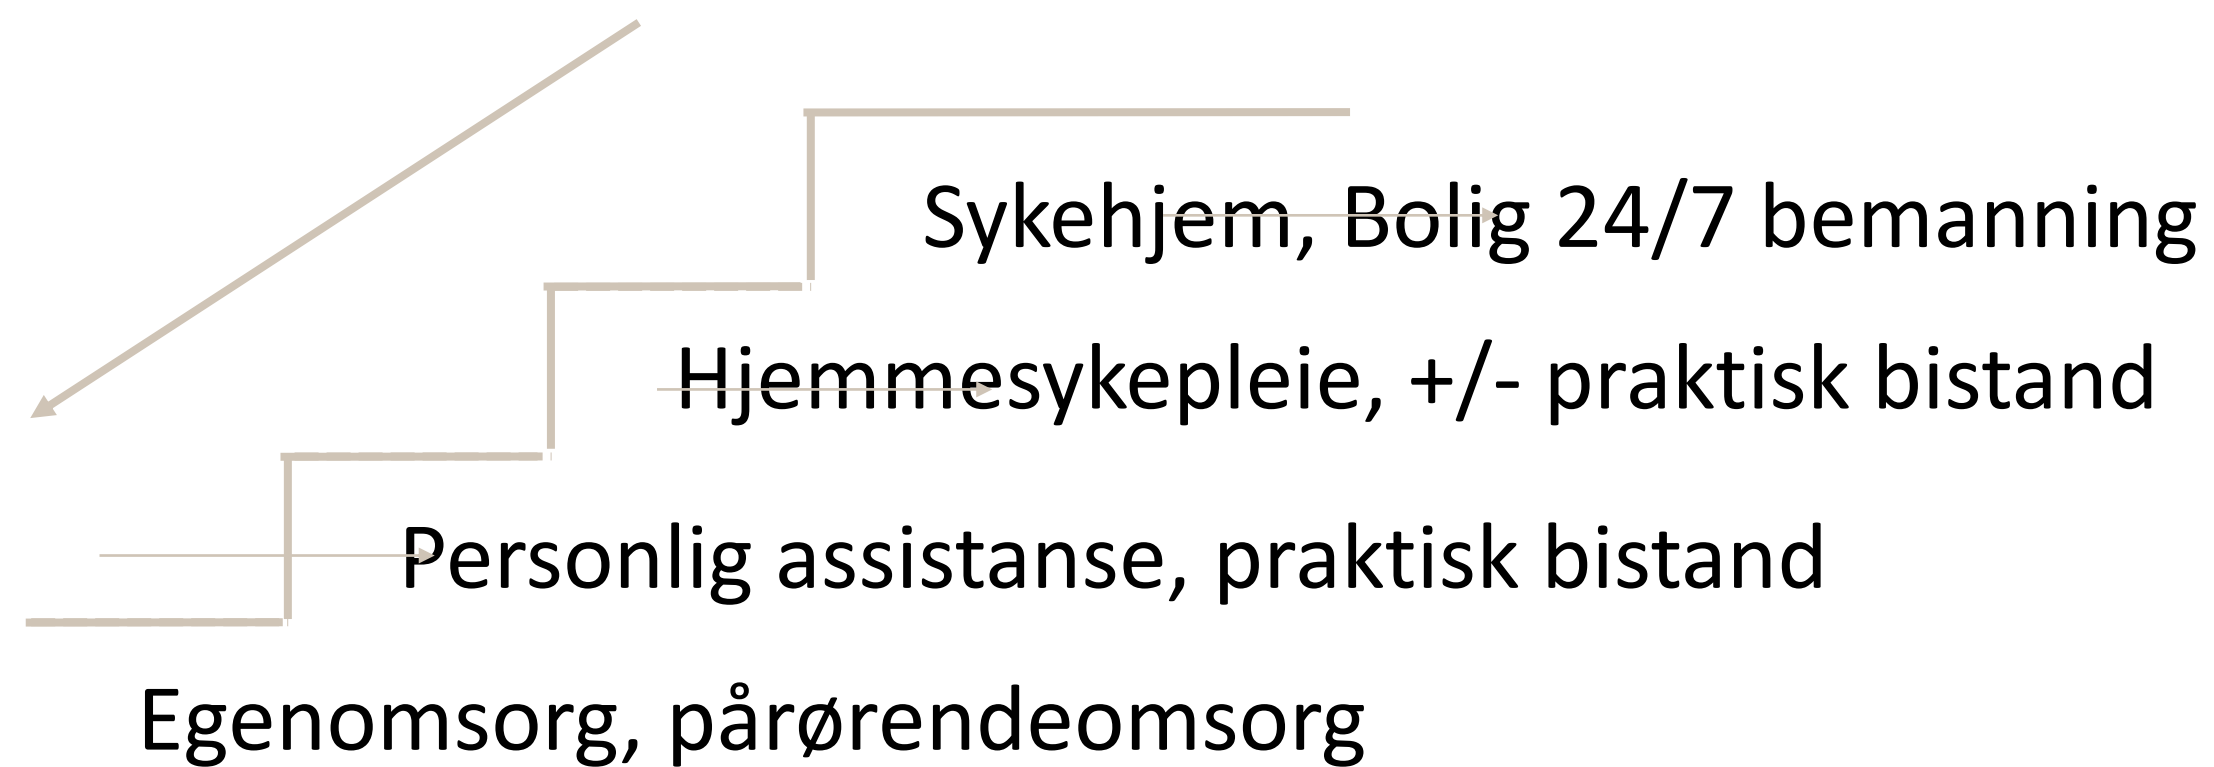 Sykehjem, Bolig 24/7 bemanning
Hjemmesykepleie, +/- praktisk bistand
Personlig assistanse, praktisk bistand
Egenomsorg, pårørendeomsorg